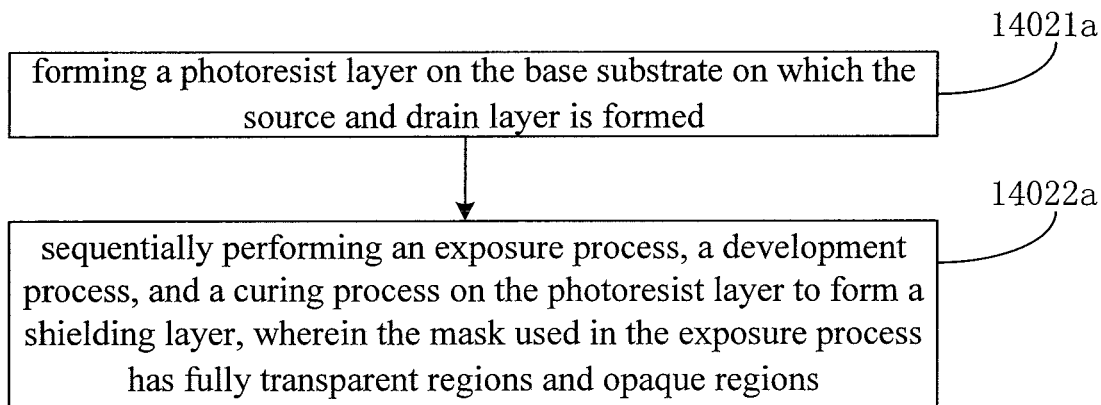 14021a
forming a photoresist layer on the base substrate on which the
source and drain layer is formed
14022a
sequentially performing an exposure process, a development
process, and a curing process on the photoresist layer to form a
shielding layer, wherein the mask used in the exposure process
has fully transparent regions and opaque regions